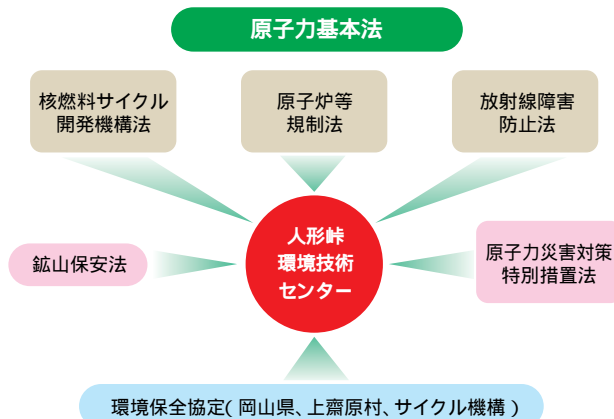 原子力基本法
核燃料サイクル
開発機構法
原子炉等
規制法
放射線障害
防止法
人形峠
環境技術
センター
鉱山保安法
原子力災害対策
特別措置法
環境保全協定(岡山県、上齋原村、サイクル機構)